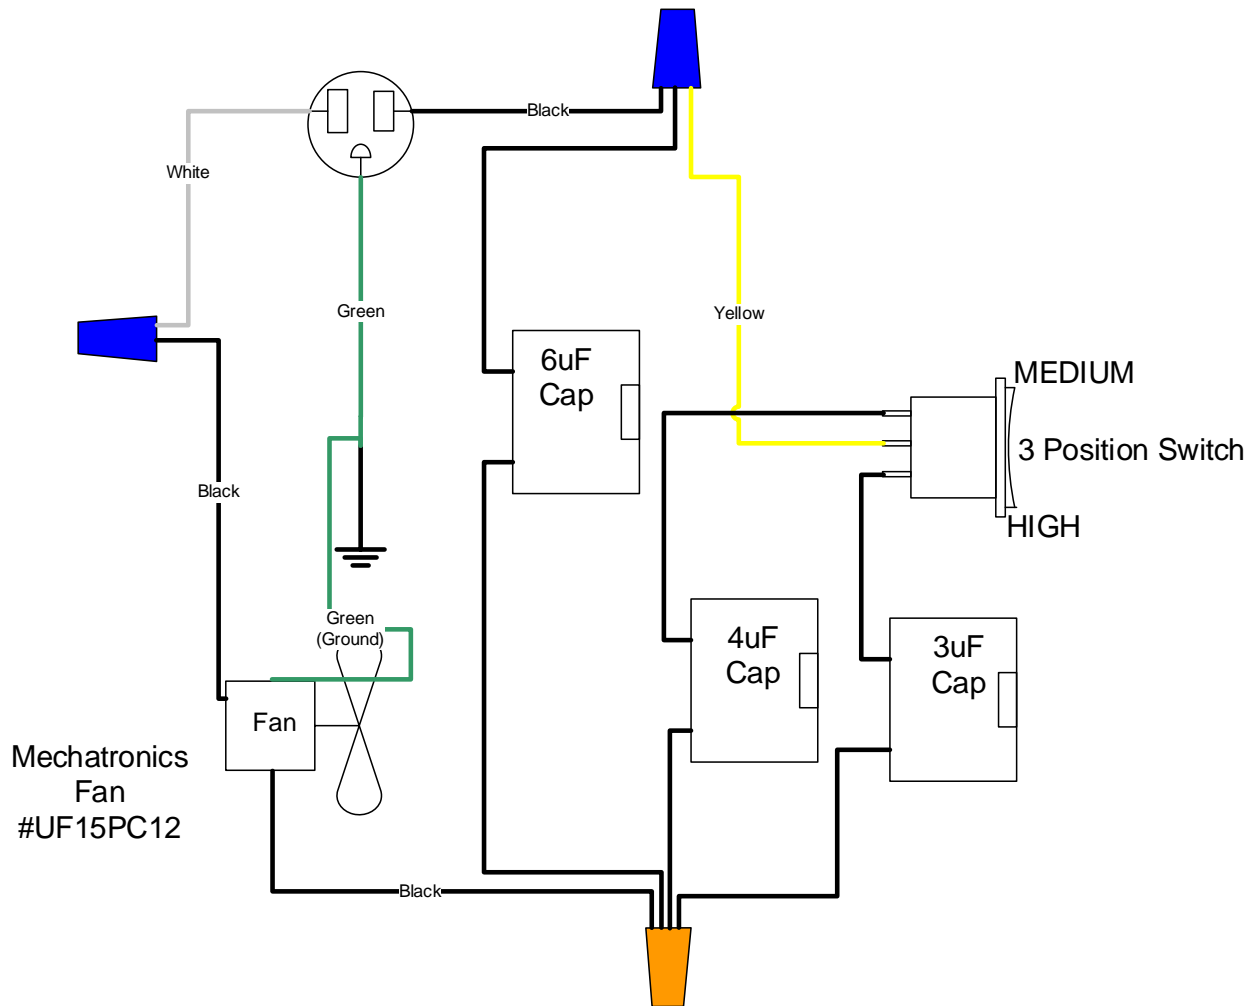 Black
White
Green
Yellow
6uF
Cap
MEDIUM
3 Position Switch
HIGH
Black
Green
(Ground)
4uF
Cap
3uF
Cap
Fan
Mechatronics
Fan
#UF15PC12
Black